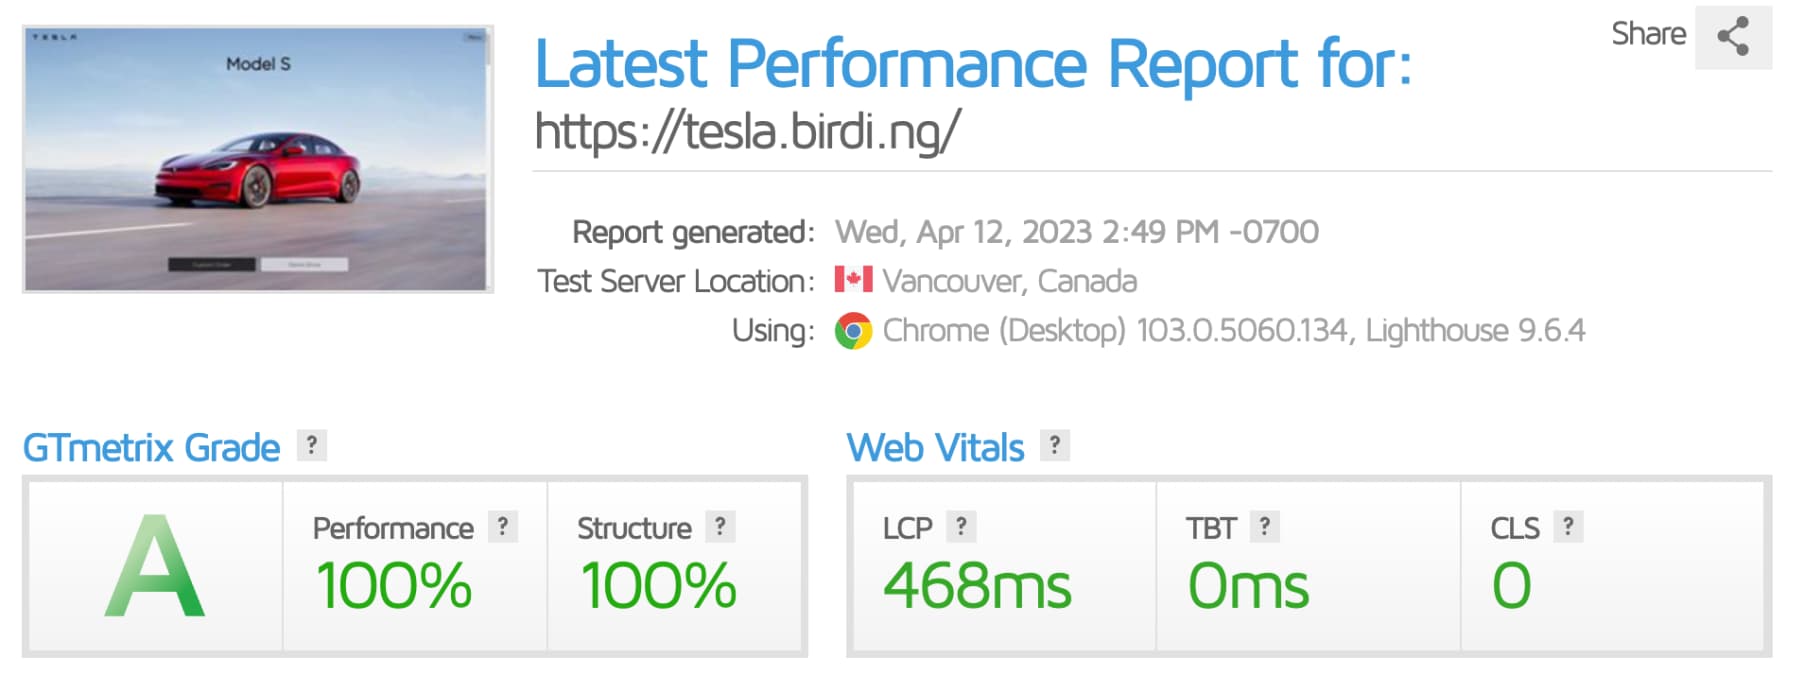 TESLA
Model S
Share
Latest Performance Report for:
https://tesla.birdi.ng/
Report generated: Wed, Apr 12, 2023 2:49 PM -0700
Test Server Location: Vancouver, Canada
Using: Chrome (Desktop) 103.0.5060.134, Lighthouse 9.6.4
GTmetrix Grade ?
A
Performance ?
100%
Structure ?
100%
Web Vitals ?
LCP ?
468ms
TBT ?
0ms
CLS ?
0